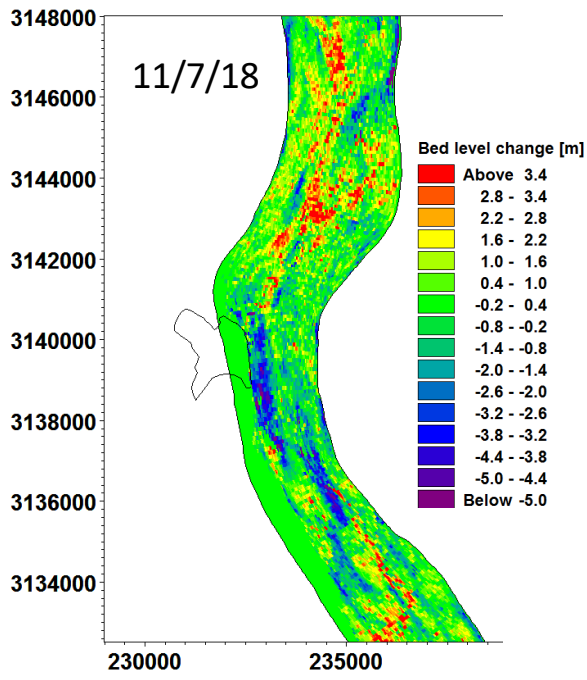 3148000
11/7/18
3146000
Bed level change [m]
Above 3.4
2.8 - 3.4
3144000
2.2 - 2.8
1.6 - 2.2
1.0 - 1.6
0.4 - 1.0
3142000
-0.2 - 0.4
-0.8 - -0.2
3140000
-1.4 - -0.8
-2.0 - -1.4
-2.6 - -2.0
-3.2 - -2.6
3138000
-3.8 - -3.2
-4.4 - -3.8
-5.0 - -4.4
3136000
Below -5.0
3134000
230000
235000